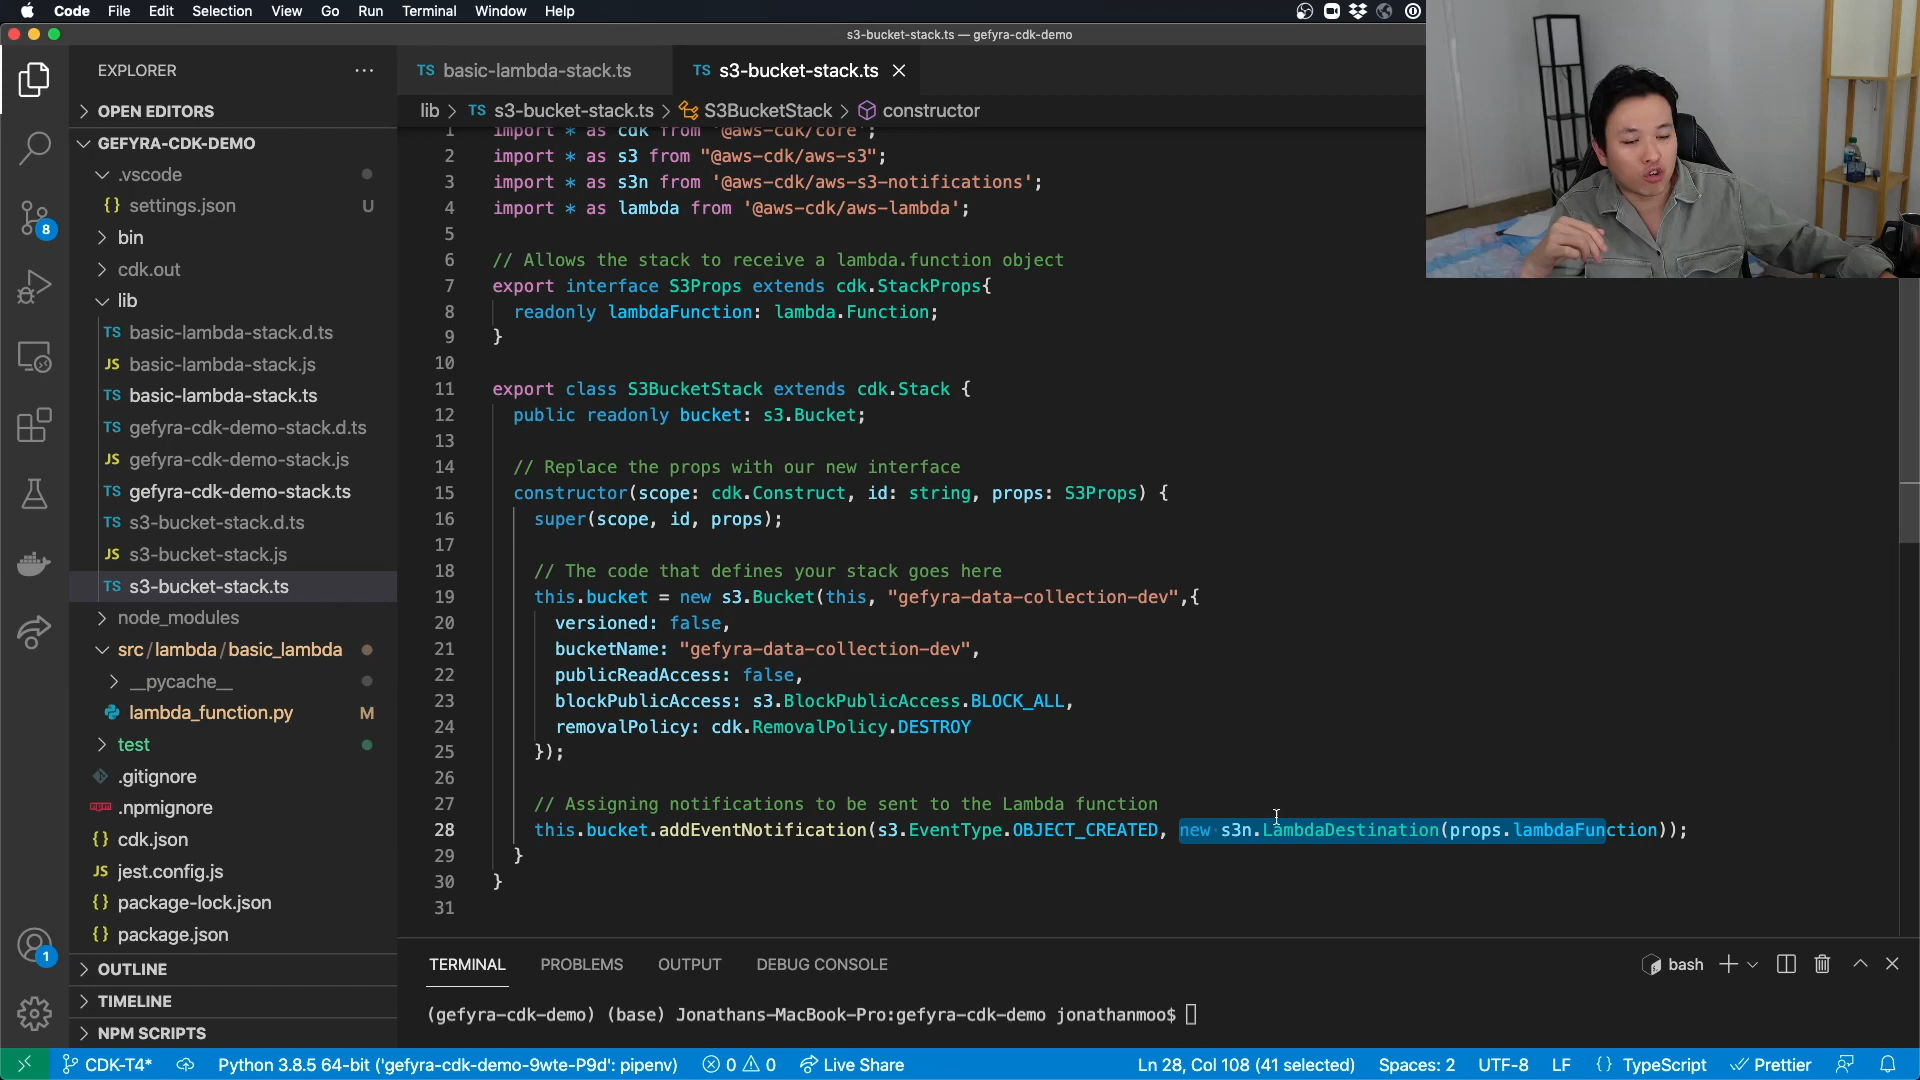 Code File Edit Selection View Go Run Terminal Window Help
s3-bucket-stack.ts — gefyra-cdk-demo
EXPLORER
OPEN EDITORS
GEFYRA-CDK-DEMO
.vscode
{} settings.json U
bin
cdk.out
lib
TS basic-lambda-stack.d.ts
JS basic-lambda-stack.js
TS basic-lambda-stack.ts
TS gefyra-cdk-demo-stack.d.ts
JS gefyra-cdk-demo-stack.js
TS gefyra-cdk-demo-stack.ts
TS s3-bucket-stack.d.ts
JS s3-bucket-stack.js
TS s3-bucket-stack.ts
node_modules
src/lambda/basic_lambda
__pycache__
lambda_function.py M
test
.gitignore
.npmignore
{} cdk.json
JS jest.config.js
{} package-lock.json
{} package.json
OUTLINE
TIMELINE
NPM SCRIPTS
8
1
TS basic-lambda-stack.ts TS s3-bucket-stack.ts
lib > TS s3-bucket-stack.ts > S3BucketStack > constructor
1 import * as cdk from '@aws-cdk/core';
2 import * as s3 from "@aws-cdk/aws-s3";
3 import * as s3n from '@aws-cdk/aws-s3-notifications';
4 import * as lambda from '@aws-cdk/aws-lambda';
5
6 // Allows the stack to receive a lambda.function object
7 export interface S3Props extends cdk.StackProps{
8 readonly lambdaFunction: lambda.Function;
9 }
10
11 export class S3BucketStack extends cdk.Stack {
12 public readonly bucket: s3.Bucket;
13
14 // Replace the props with our new interface
15 constructor(scope: cdk.Construct, id: string, props: S3Props) {
16 super(scope, id, props);
17
18 // The code that defines your stack goes here
19 this.bucket = new s3.Bucket(this, "gefyra-data-collection-dev",{
20 versioned: false,
21 bucketName: "gefyra-data-collection-dev",
22 publicReadAccess: false,
23 blockPublicAccess: s3.BlockPublicAccess.BLOCK_ALL,
24 removalPolicy: cdk.RemovalPolicy.DESTROY
25 });
26
27 // Assigning notifications to be sent to the Lambda function
28 this.bucket.addEventNotification(s3.EventType.OBJECT_CREATED, new s3n.LambdaDestination(props.lambdaFunction));
29 }
30 }
31
TERMINAL PROBLEMS OUTPUT DEBUG CONSOLE bash
(gefyra-cdk-demo) (base) Jonathans-MacBook-Pro:gefyra-cdk-demo jonathanmoo$
CDK-T4* Python 3.8.5 64-bit ('gefyra-cdk-demo-9wte-P9d': pipenv) 0 0 Live Share Ln 28, Col 108 (41 selected) Spaces: 2 UTF-8 LF {} TypeScript Prettier